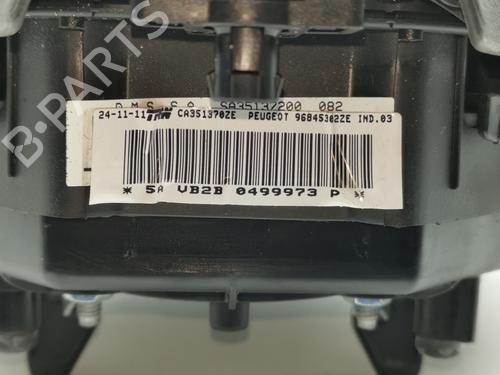 B-PARTS
D M S S A SA35137200 082
24-11-11 TRW CA351370ZE PEUGEOT 96845302ZE IND.03
* 5A VB2B 0499973 P *